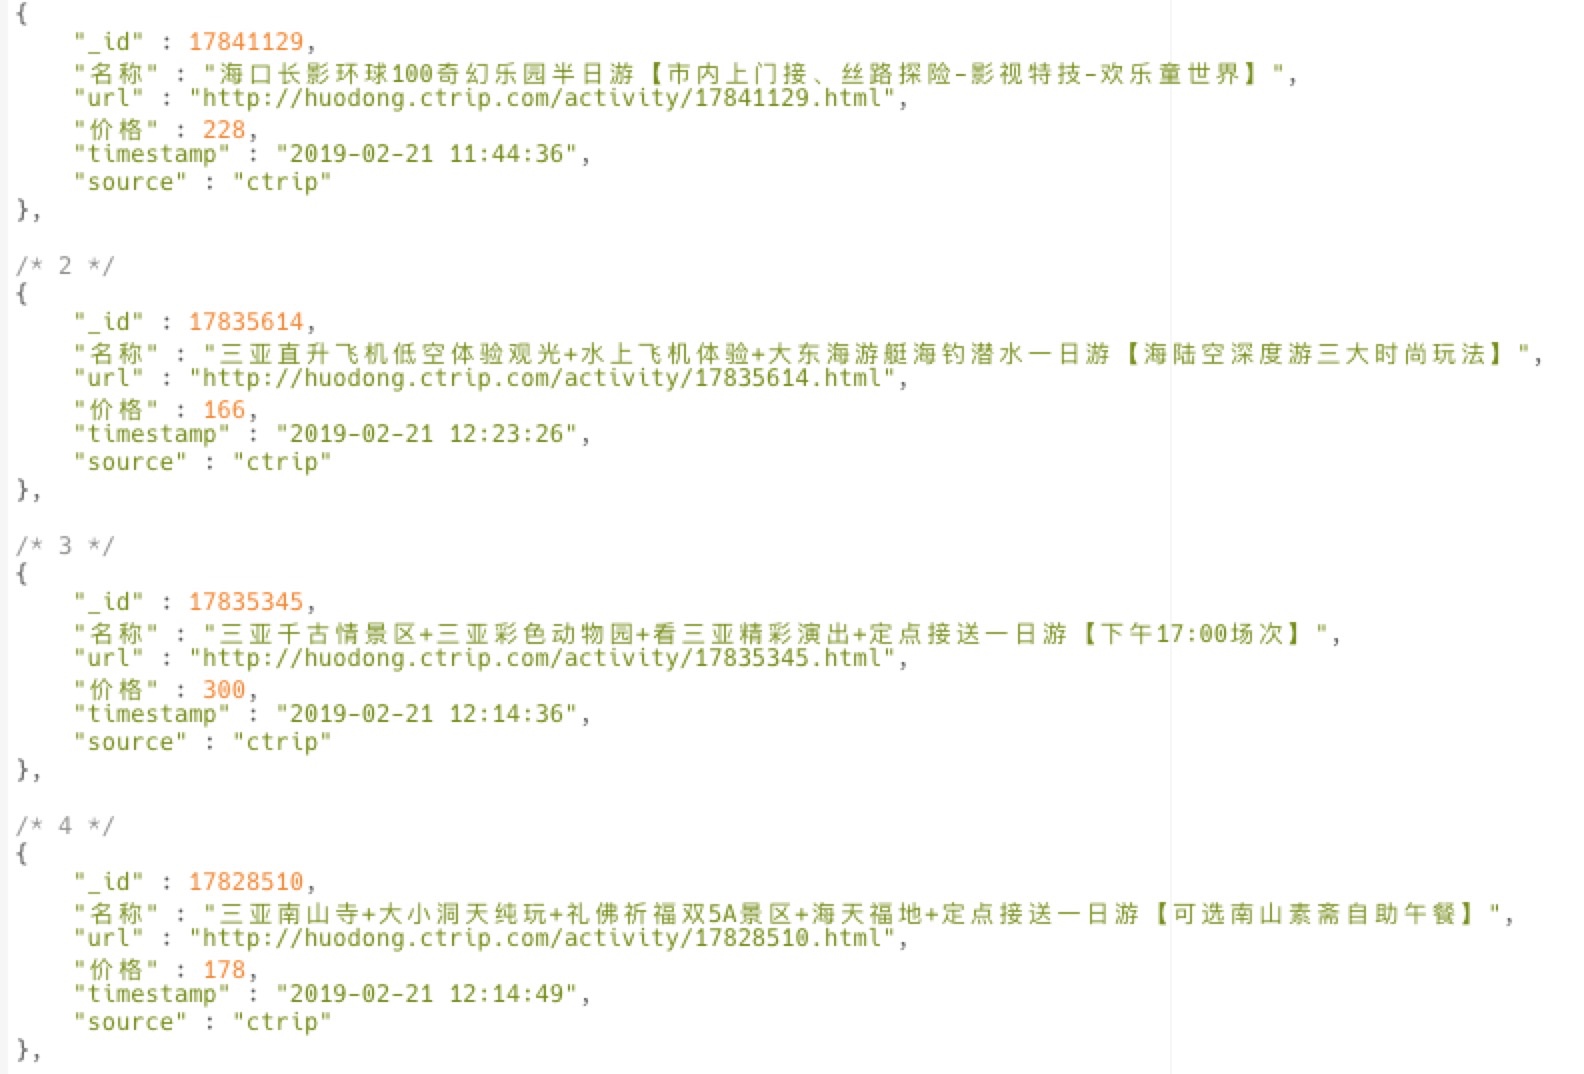 {
"_id" : 17841129,
"名称" : "海口长影环球100奇幻乐园半日游【市内上门接、丝路探险-影视特技-欢乐童世界】",
"url" : "http://huodong.ctrip.com/activity/17841129.html",
"价格" : 228,
"timestamp" : "2019-02-21 11:44:36",
"source" : "ctrip"
},
/* 2 */
{
"_id" : 17835614,
"名称" : "三亚直升飞机低空体验观光+水上飞机体验+大东海游艇海钓潜水一日游【海陆空深度游三大时尚玩法】",
"url" : "http://huodong.ctrip.com/activity/17835614.html",
"价格" : 166,
"timestamp" : "2019-02-21 12:23:26",
"source" : "ctrip"
},
/* 3 */
{
"_id" : 17835345,
"名称" : "三亚千古情景区+三亚彩色动物园+看三亚精彩演出+定点接送一日游【下午17:00场次】",
"url" : "http://huodong.ctrip.com/activity/17835345.html",
"价格" : 300,
"timestamp" : "2019-02-21 12:14:36",
"source" : "ctrip"
},
/* 4 */
{
"_id" : 17828510,
"名称" : "三亚南山寺+大小洞天纯玩+礼佛祈福双5A景区+海天福地+定点接送一日游【可选南山素斋自助午餐】",
"url" : "http://huodong.ctrip.com/activity/17828510.html",
"价格" : 178,
"timestamp" : "2019-02-21 12:14:49",
"source" : "ctrip"
},